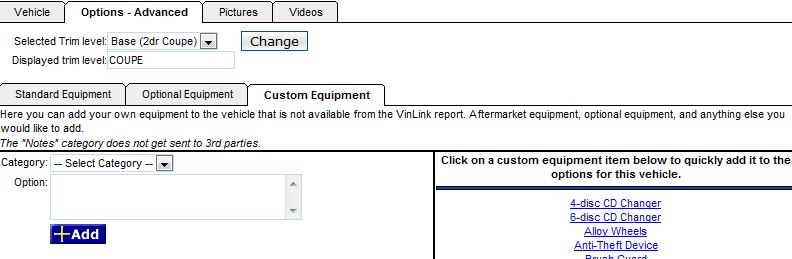 Vehicle Options - Advanced Pictures Videos
Selected Trim level: Base (2dr Coupe) Change
Displayed trim level: COUPE
Standard Equipment Optional Equipment Custom Equipment
Here you can add your own equipment to the vehicle that is not available from the VinLink report. Aftermarket equipment, optional equipment, and anything else you
would like to add.
The "Notes" category does not get sent to 3rd parties.
Category: -- Select Category --
Option:
+Add
Click on a custom equipment item below to quickly add it to the
options for this vehicle.
4-disc CD Changer
6-disc CD Changer
Alloy Wheels
Anti-Theft Device
Brush Guard